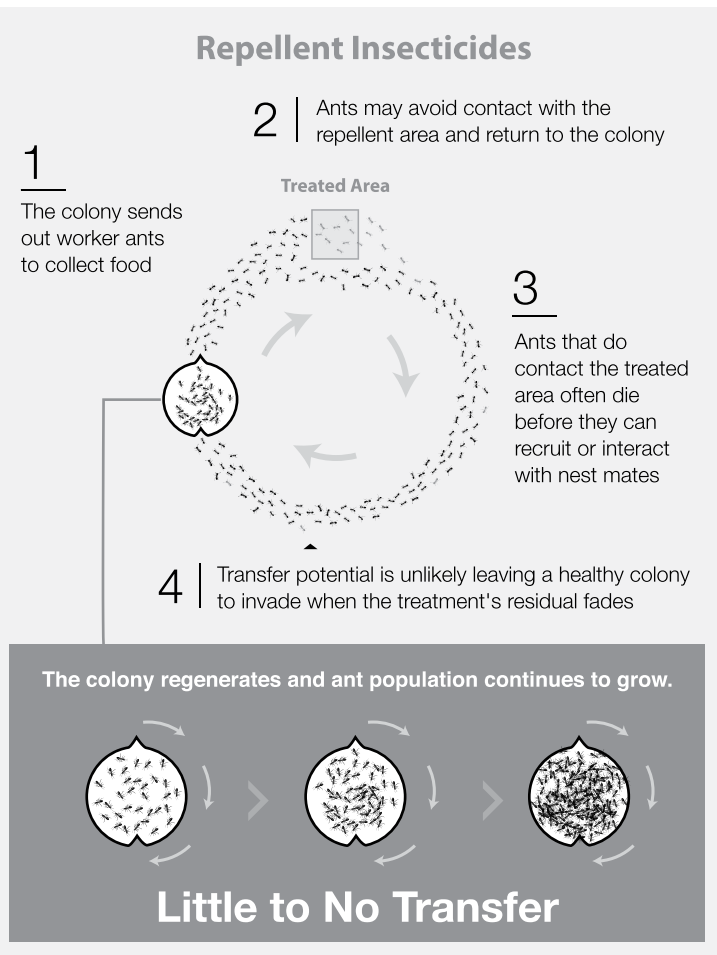 Repellent Insecticides
1
The colony sends
out worker ants
to collect food
2
Ants may avoid contact with the
repellent area and return to the colony
Treated Area
3
Ants that do
contact the treated
area often die
before they can
recruit or interact
with nest mates
4
Transfer potential is unlikely leaving a healthy colony
to invade when the treatment's residual fades
The colony regenerates and ant population continues to grow.
Little to No Transfer